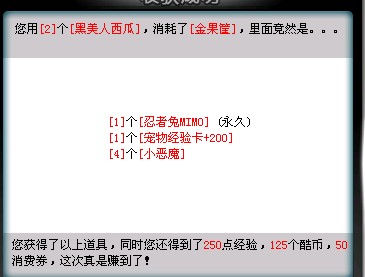 您用[2]个[黑美人西瓜]，消耗了[金果篮]，里面竟然是。。。
[1]个[忍者兔MIMO] (永久)
[1]个[宠物经验卡+200]
[4]个[小恶魔]
您获得了以上道具，同时您还得到了250点经验，125个酷币，50
消费券，这次真是赚到了!